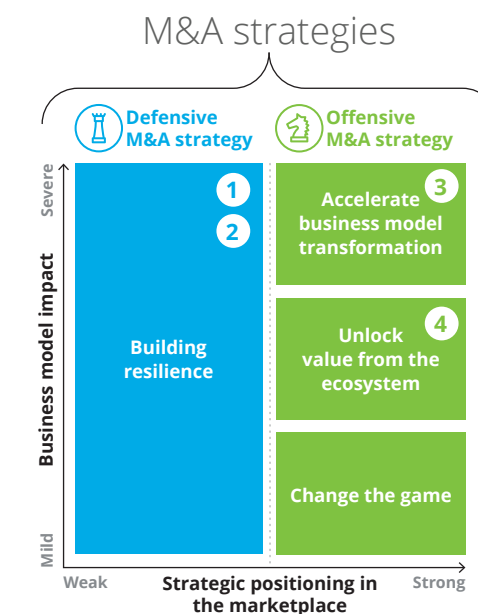 M&A strategies
Defensive
M&A strategy
Offensive
M&A strategy
Severe
Business model impact
Mild
1
2
Building
resilience
3
Accelerate
business model
transformation
4
Unlock
value from the
ecosystem
Change the game
Weak
Strategic positioning in
the marketplace
Strong